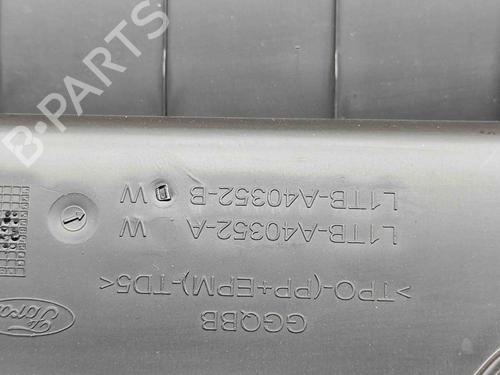 B-PARTS
L1TB-A40352-A W
L1TB-A40352-B W
>TPO-(PP+EPM)-TD5<
GGQBB
Ford